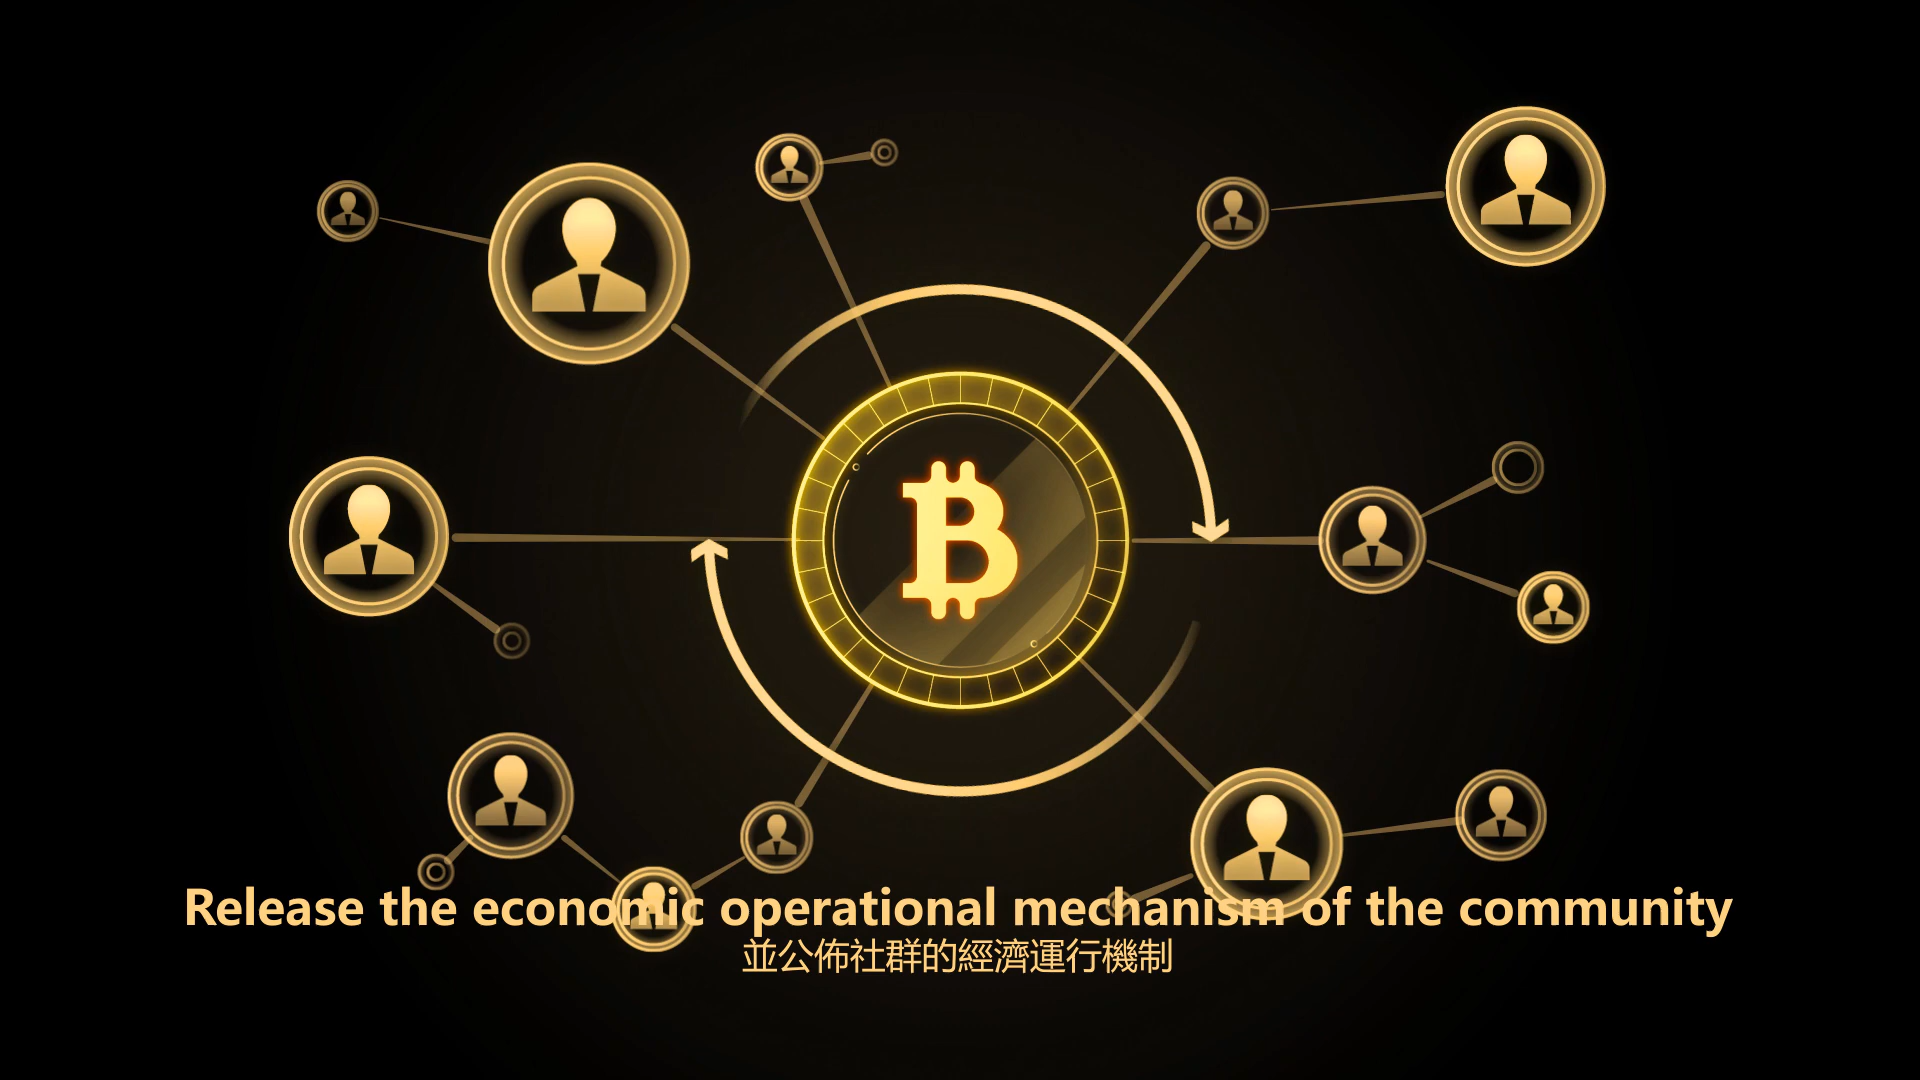 Release the economic operational mechanism of the community
並公佈社群的經濟運行機制